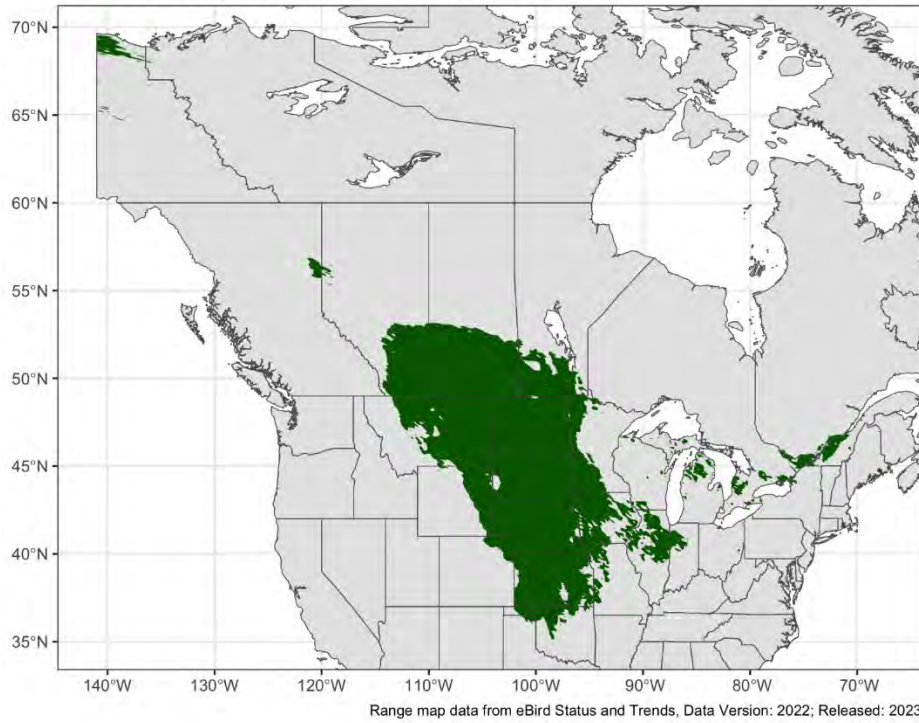 70°N
65°N
60°N
55°N
50°N
45°N
40°N
35°N
140°W 130°W 120°W 110°W 100°W 90°W 80°W 70°W
Range map data from eBird Status and Trends, Data Version: 2022; Released: 2023